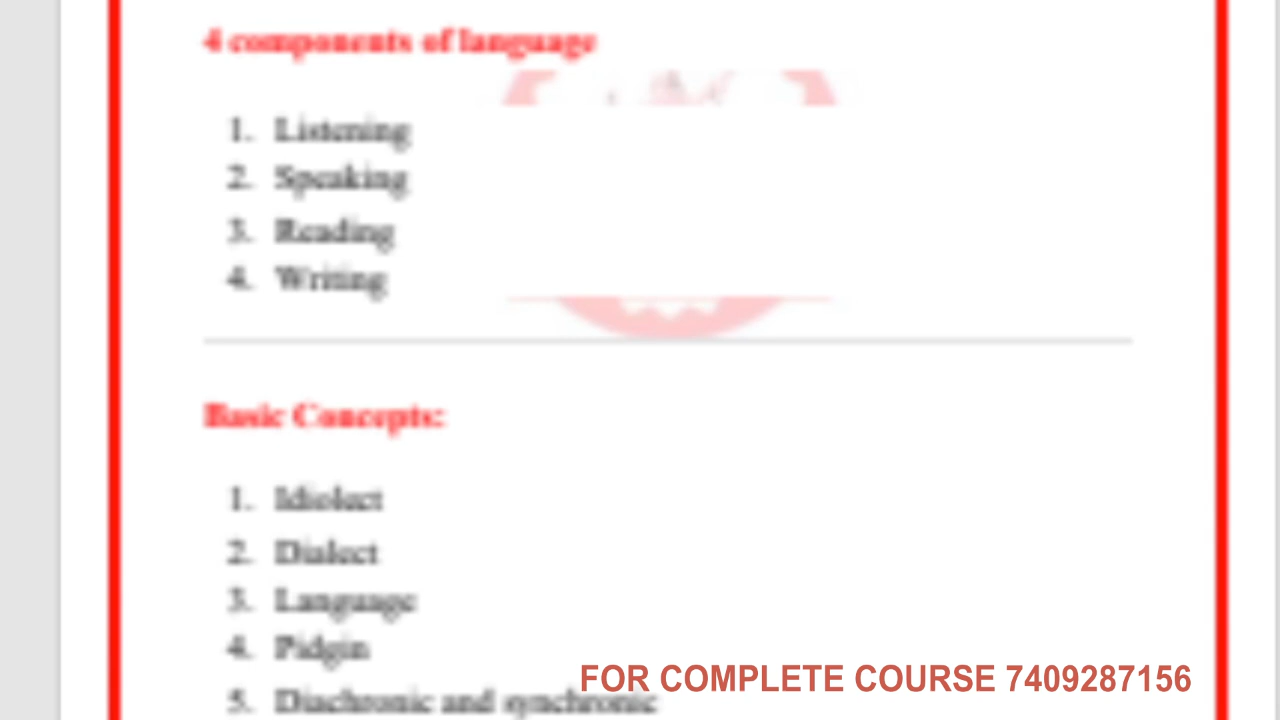 4 components of language
1. Listening
2. Speaking
3. Reading
4. Writing
Basic Concepts:
1. Idiolect
2. Dialect
3. Language
4. Pidgin
5. Diachronic and synchronic
FOR COMPLETE COURSE 7409287156